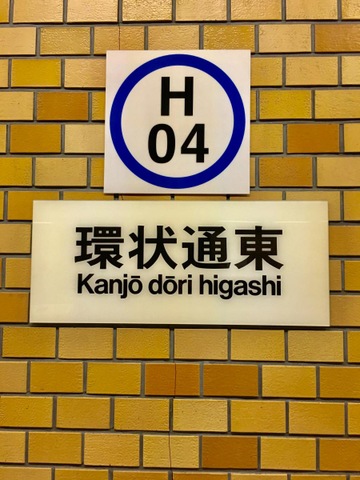 H
04
環状通東
Kanjō dōri higashi